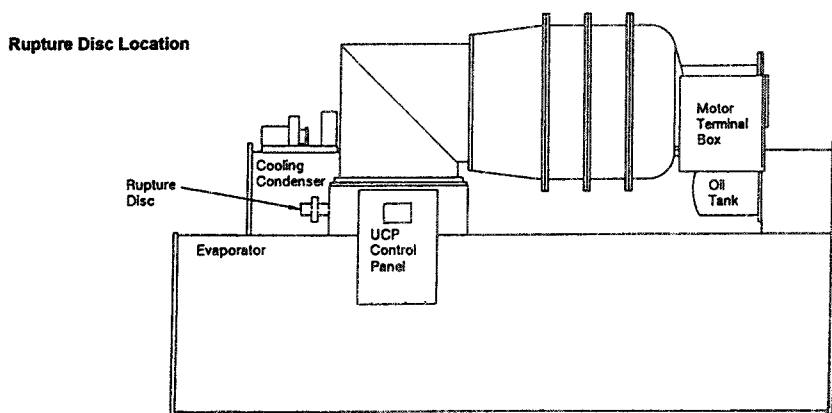 Rupture Disc Location
Motor
Terminal
Box
Cooling
Condenser
Rupture
Disc
Oil
Tank
UCP
Control
Panel
Evaporator